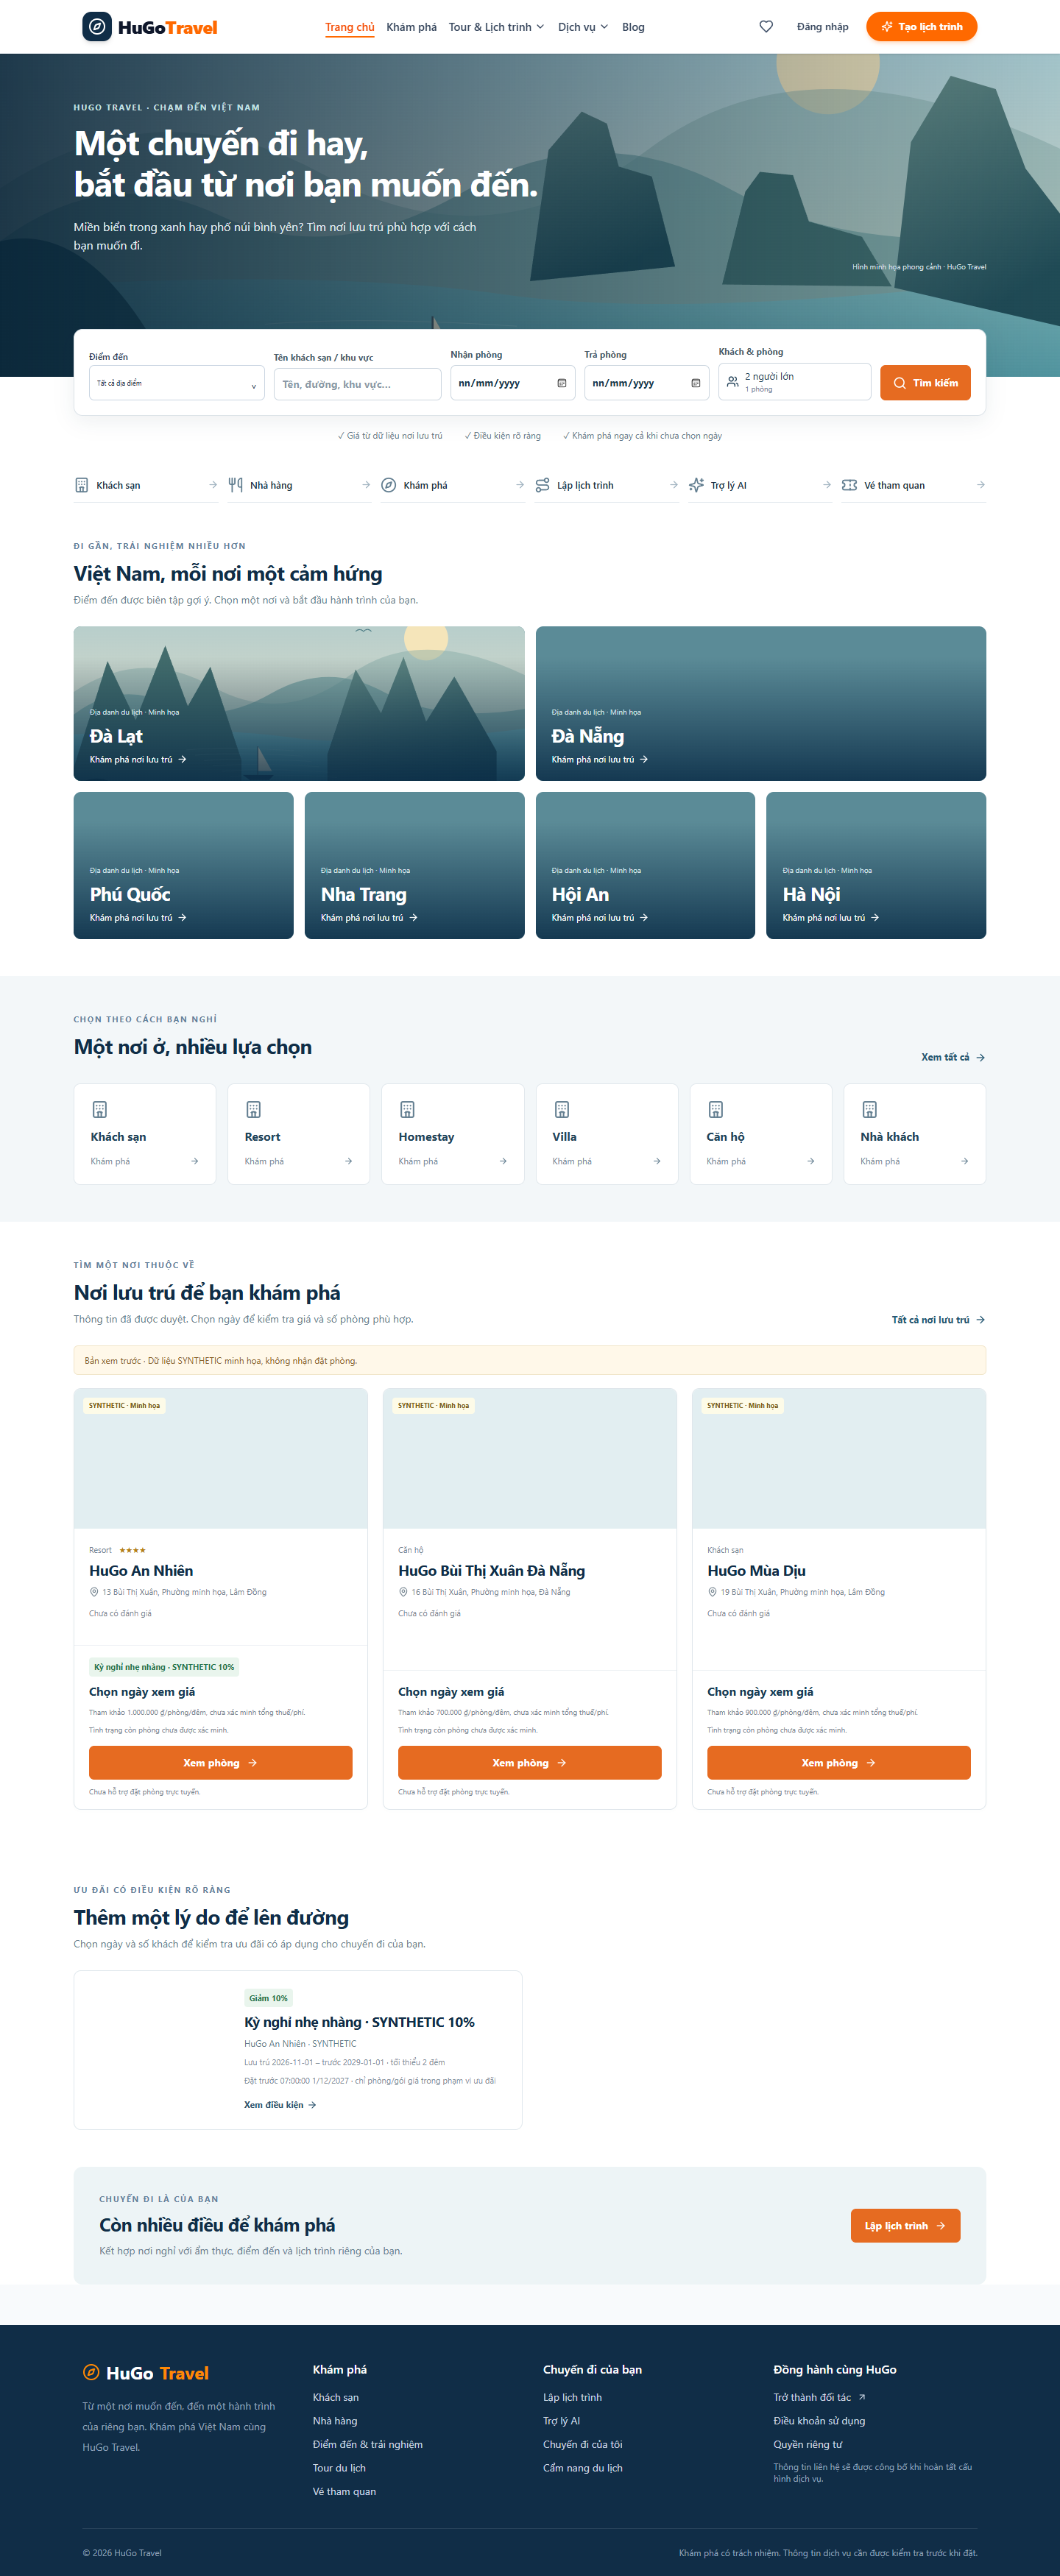 HuGoTravel
Trang chủ
Khám phá
Tour & Lịch trình
Dịch vụ
Blog
Đăng nhập
Tạo lịch trình
HUGO TRAVEL · CHẠM ĐẾN VIỆT NAM
Một chuyến đi hay,
bắt đầu từ nơi bạn muốn đến.
Miền biển trong xanh hay phố núi bình yên? Tìm nơi lưu trú phù hợp với cách
bạn muốn đi.
Hình minh họa phong cảnh · HuGo Travel
Điểm đến
Tất cả địa điểm
Tên khách sạn / khu vực
Tên, đường, khu vực...
Nhận phòng
nn/mm/yyyy
Trả phòng
nn/mm/yyyy
Khách & phòng
2 người lớn
1 phòng
Tìm kiếm
✓ Giá từ dữ liệu nơi lưu trú
✓ Điều kiện rõ ràng
✓ Khám phá ngay cả khi chưa chọn ngày
Khách sạn
Nhà hàng
Khám phá
Lập lịch trình
Trợ lý AI
Vé tham quan
ĐI GẦN, TRẢI NGHIỆM NHIỀU HƠN
Việt Nam, mỗi nơi một cảm hứng
Điểm đến được biên tập gợi ý. Chọn một nơi và bắt đầu hành trình của bạn.
Địa danh du lịch · Minh họa
Đà Lạt
Khám phá nơi lưu trú
Địa danh du lịch · Minh họa
Đà Nẵng
Khám phá nơi lưu trú
Địa danh du lịch · Minh họa
Phú Quốc
Khám phá nơi lưu trú
Địa danh du lịch · Minh họa
Nha Trang
Khám phá nơi lưu trú
Địa danh du lịch · Minh họa
Hội An
Khám phá nơi lưu trú
Địa danh du lịch · Minh họa
Hà Nội
Khám phá nơi lưu trú
CHỌN THEO CÁCH BẠN NGHỈ
Một nơi ở, nhiều lựa chọn
Xem tất cả
Khách sạn
Khám phá
Resort
Khám phá
Homestay
Khám phá
Villa
Khám phá
Căn hộ
Khám phá
Nhà khách
Khám phá
TÌM MỘT NƠI THUỘC VỀ
Nơi lưu trú để bạn khám phá
Thông tin đã được duyệt. Chọn ngày để kiểm tra giá và số phòng phù hợp.
Tất cả nơi lưu trú
Bản xem trước · Dữ liệu SYNTHETIC minh họa, không nhận đặt phòng.
SYNTHETIC · Minh họa
Resort ★★★★
HuGo An Nhiên
13 Bùi Thị Xuân, Phường minh họa, Lâm Đồng
Chưa có đánh giá
Kỳ nghỉ nhẹ nhàng · SYNTHETIC 10%
Chọn ngày xem giá
Tham khảo 1.000.000 ₫/phòng/đêm, chưa xác minh tổng thuế/phí.
Tình trạng còn phòng chưa được xác minh.
Xem phòng
Chưa hỗ trợ đặt phòng trực tuyến.
SYNTHETIC · Minh họa
Căn hộ
HuGo Bùi Thị Xuân Đà Nẵng
16 Bùi Thị Xuân, Phường minh họa, Đà Nẵng
Chưa có đánh giá
Chọn ngày xem giá
Tham khảo 700.000 ₫/phòng/đêm, chưa xác minh tổng thuế/phí.
Tình trạng còn phòng chưa được xác minh.
Xem phòng
Chưa hỗ trợ đặt phòng trực tuyến.
SYNTHETIC · Minh họa
Khách sạn
HuGo Mùa Dịu
19 Bùi Thị Xuân, Phường minh họa, Lâm Đồng
Chưa có đánh giá
Chọn ngày xem giá
Tham khảo 900.000 ₫/phòng/đêm, chưa xác minh tổng thuế/phí.
Tình trạng còn phòng chưa được xác minh.
Xem phòng
Chưa hỗ trợ đặt phòng trực tuyến.
ƯU ĐÃI CÓ ĐIỀU KIỆN RÕ RÀNG
Thêm một lý do để lên đường
Chọn ngày và số khách để kiểm tra ưu đãi có áp dụng cho chuyến đi của bạn.
Giảm 10%
Kỳ nghỉ nhẹ nhàng · SYNTHETIC 10%
HuGo An Nhiên · SYNTHETIC
Lưu trú 2026-11-01 – trước 2029-01-01 · tối thiểu 2 đêm
Đặt trước 07:00:00 1/12/2027 · chỉ phòng/gói giá trong phạm vi ưu đãi
Xem điều kiện
CHUYẾN ĐI LÀ CỦA BẠN
Còn nhiều điều để khám phá
Kết hợp nơi nghỉ với ẩm thực, điểm đến và lịch trình riêng của bạn.
Lập lịch trình
HuGo Travel
Từ một nơi muốn đến, đến một hành trình
của riêng bạn. Khám phá Việt Nam cùng
HuGo Travel.
Khám phá
Khách sạn
Nhà hàng
Điểm đến & trải nghiệm
Tour du lịch
Vé tham quan
Chuyến đi của bạn
Lập lịch trình
Trợ lý AI
Chuyến đi của tôi
Cẩm nang du lịch
Đồng hành cùng HuGo
Trở thành đối tác
Điều khoản sử dụng
Quyền riêng tư
Thông tin liên hệ sẽ được công bố khi hoàn tất cấu
hình dịch vụ.
© 2026 HuGo Travel
Khám phá có trách nhiệm. Thông tin dịch vụ cần được kiểm tra trước khi đặt.